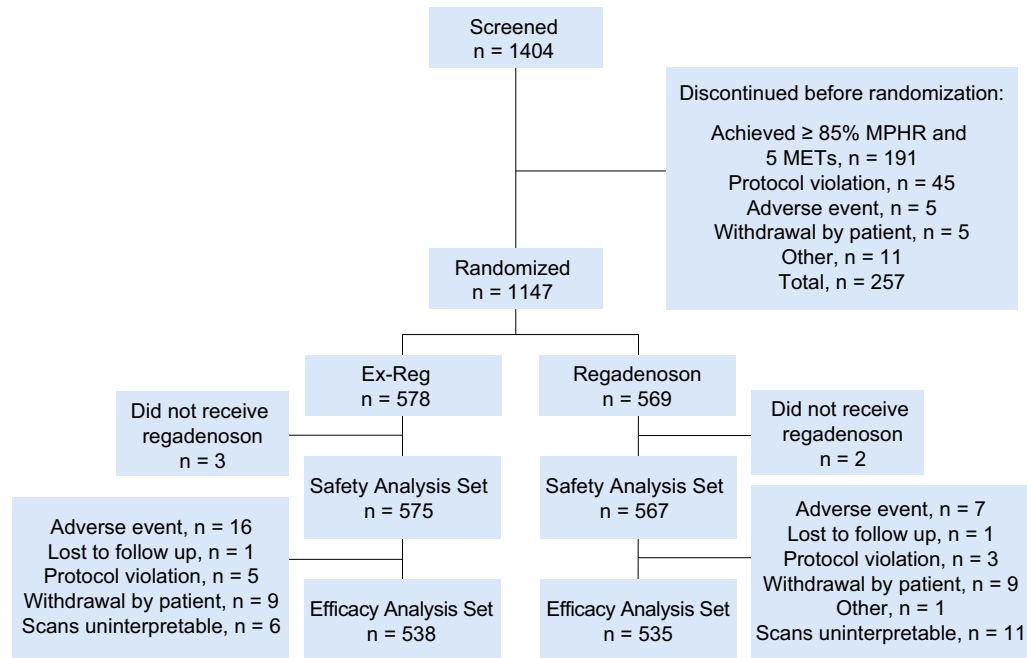 Screened
n = 1404
Discontinued before randomization:
Achieved ≥ 85% MPHR and
5 METs, n = 191
Protocol violation, n = 45
Adverse event, n = 5
Withdrawal by patient, n = 5
Other, n = 11
Total, n = 257
Randomized
n = 1147
Ex-Reg
n = 578
Regadenoson
n = 569
Did not receive
regadenoson
n = 3
Did not receive
regadenoson
n = 2
Safety Analysis Set
n = 575
Safety Analysis Set
n = 567
Adverse event, n = 16
Lost to follow up, n = 1
Protocol violation, n = 5
Withdrawal by patient, n = 9
Scans uninterpretable, n = 6
Adverse event, n = 7
Lost to follow up, n = 1
Protocol violation, n = 3
Withdrawal by patient, n = 9
Other, n = 1
Scans uninterpretable, n = 11
Efficacy Analysis Set
n = 538
Efficacy Analysis Set
n = 535